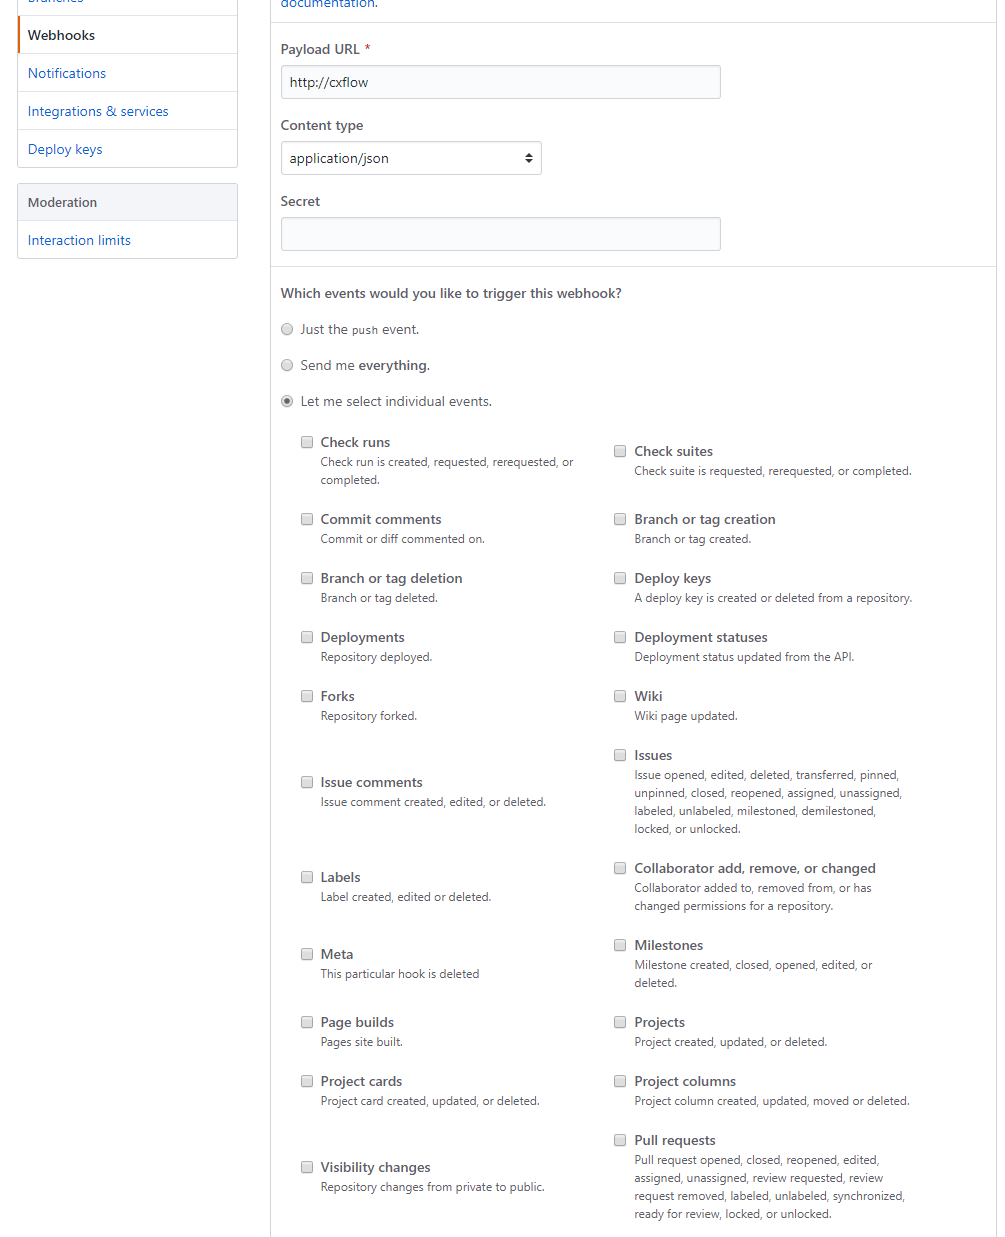 Branches
Webhooks
Notifications
Integrations & services
Deploy keys
Moderation
Interaction limits
documentation.
Payload URL *
http://cxflow
Content type
application/json
Secret
Which events would you like to trigger this webhook?
Just the push event.
Send me everything.
Let me select individual events.
Check runs
Check run is created, requested, rerequested, or
completed.
Check suites
Check suite is requested, rerequested, or completed.
Commit comments
Commit or diff commented on.
Branch or tag creation
Branch or tag created.
Branch or tag deletion
Branch or tag deleted.
Deploy keys
A deploy key is created or deleted from a repository.
Deployments
Repository deployed.
Deployment statuses
Deployment status updated from the API.
Forks
Repository forked.
Wiki
Wiki page updated.
Issue comments
Issue comment created, edited, or deleted.
Issues
Issue opened, edited, deleted, transferred, pinned,
unpinned, closed, reopened, assigned, unassigned,
labeled, unlabeled, milestoned, demilestoned,
locked, or unlocked.
Labels
Label created, edited or deleted.
Collaborator add, remove, or changed
Collaborator added to, removed from, or has
changed permissions for a repository.
Meta
This particular hook is deleted
Milestones
Milestone created, closed, opened, edited, or
deleted.
Page builds
Pages site built.
Projects
Project created, updated, or deleted.
Project cards
Project card created, updated, or deleted.
Project columns
Project column created, updated, moved or deleted.
Visibility changes
Repository changes from private to public.
Pull requests
Pull request opened, closed, reopened, edited,
assigned, unassigned, review requested, review
request removed, labeled, unlabeled, synchronized,
ready for review, locked, or unlocked.